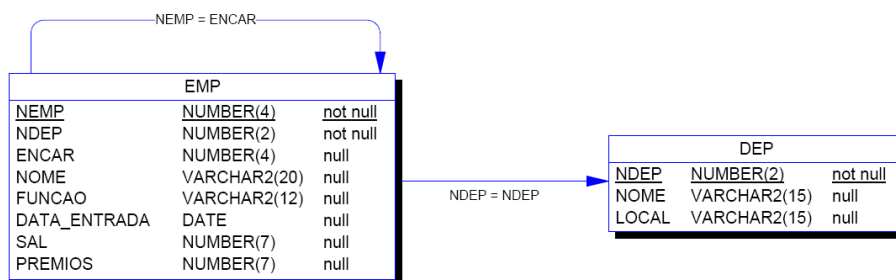 NEMP = ENCAR
EMP
NEMP NUMBER(4) not null
NDEP NUMBER(2) not null
ENCAR NUMBER(4) null
NOME VARCHAR2(20) null
FUNCAO VARCHAR2(12) null
DATA_ENTRADA DATE null
SAL NUMBER(7) null
PREMIOS NUMBER(7) null
NDEP = NDEP
DEP
NDEP NUMBER(2) not null
NOME VARCHAR2(15) null
LOCAL VARCHAR2(15) null